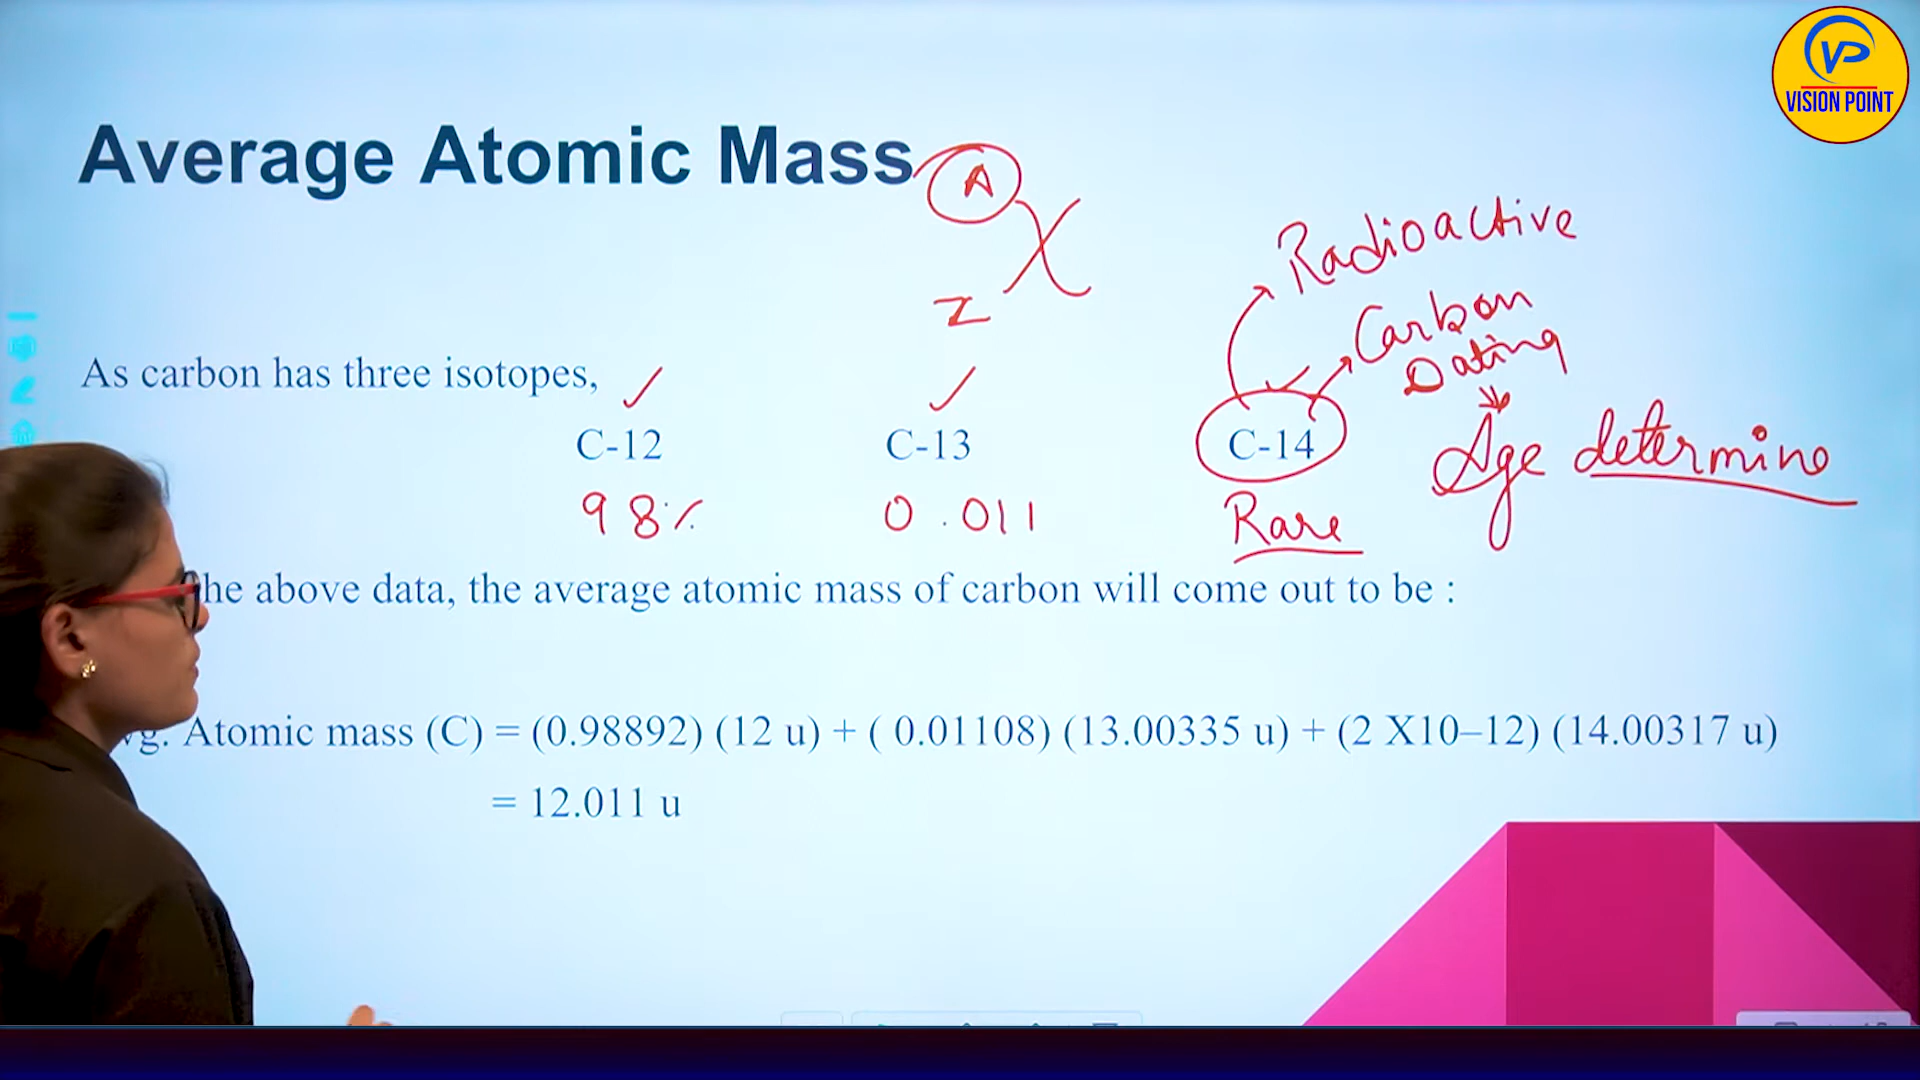 VP
VISION POINT
Average Atomic Mass
A
X
Z
Radioactive
Carbon
Dating
Age determine
As carbon has three isotopes,
C-12 C-13 C-14
98% 0.011 Rare
he above data, the average atomic mass of carbon will come out to be :
vg. Atomic mass (C) = (0.98892) (12 u) + ( 0.01108) (13.00335 u) + (2 X10–12) (14.00317 u)
= 12.011 u